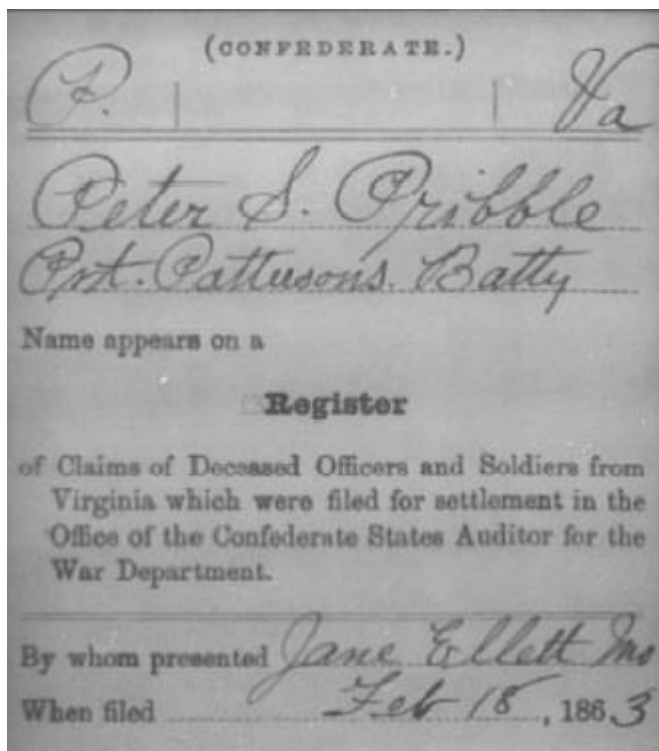 (CONFEDERATE.)
P. Va
Peter S. Pribble
Pvt. Pattersons. Batty
Name appears on a
Register
of Claims of Deceased Officers and Soldiers from
Virginia which were filed for settlement in the
Office of the Confederate States Auditor for the
War Department.
By whom presented Jane Ellett Mo
When filed Feb 18, 1863